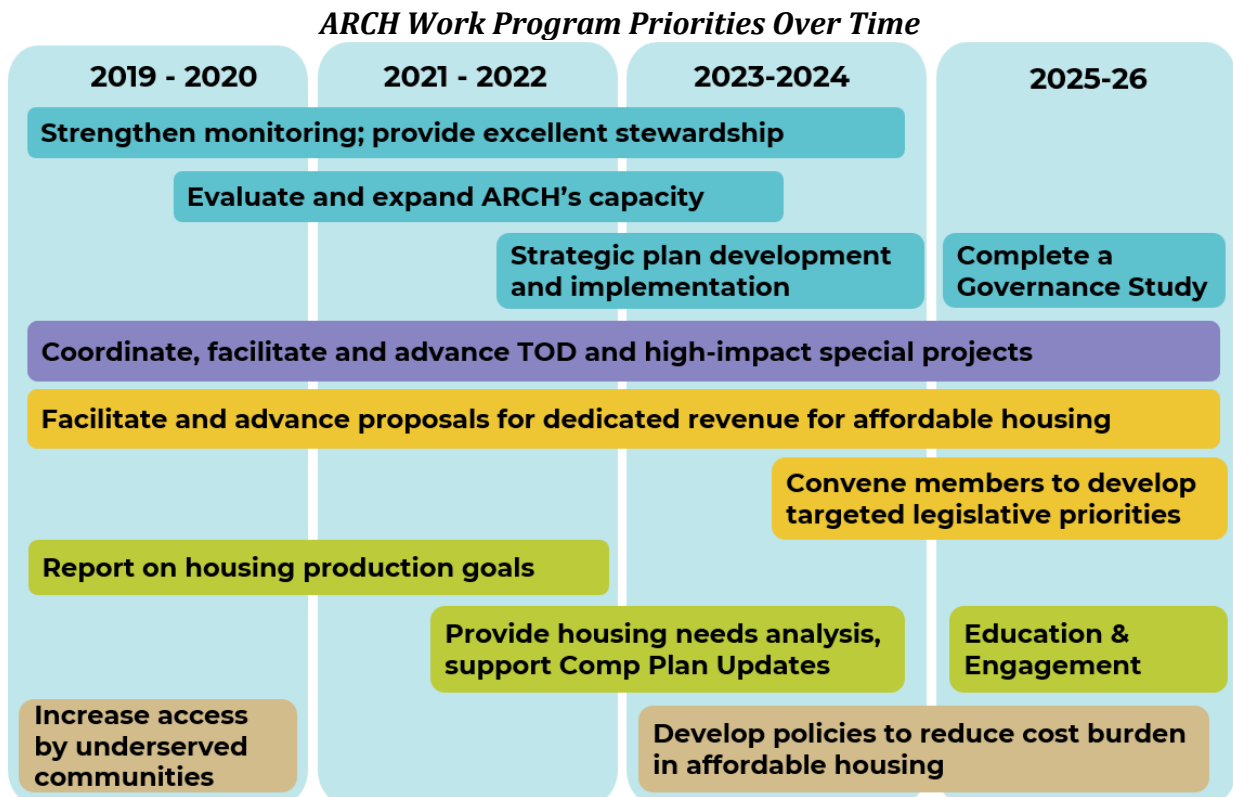 ARCH Work Program Priorities Over Time
2019 - 2020
2021 - 2022
2023-2024
2025-26
Strengthen monitoring; provide excellent stewardship
Evaluate and expand ARCH's capacity
Strategic plan development
and implementation
Complete a
Governance Study
Coordinate, facilitate and advance TOD and high-impact special projects
Facilitate and advance proposals for dedicated revenue for affordable housing
Convene members to develop
targeted legislative priorities
Report on housing production goals
Provide housing needs analysis,
support Comp Plan Updates
Education &
Engagement
Increase access
by underserved
communities
Develop policies to reduce cost burden
in affordable housing